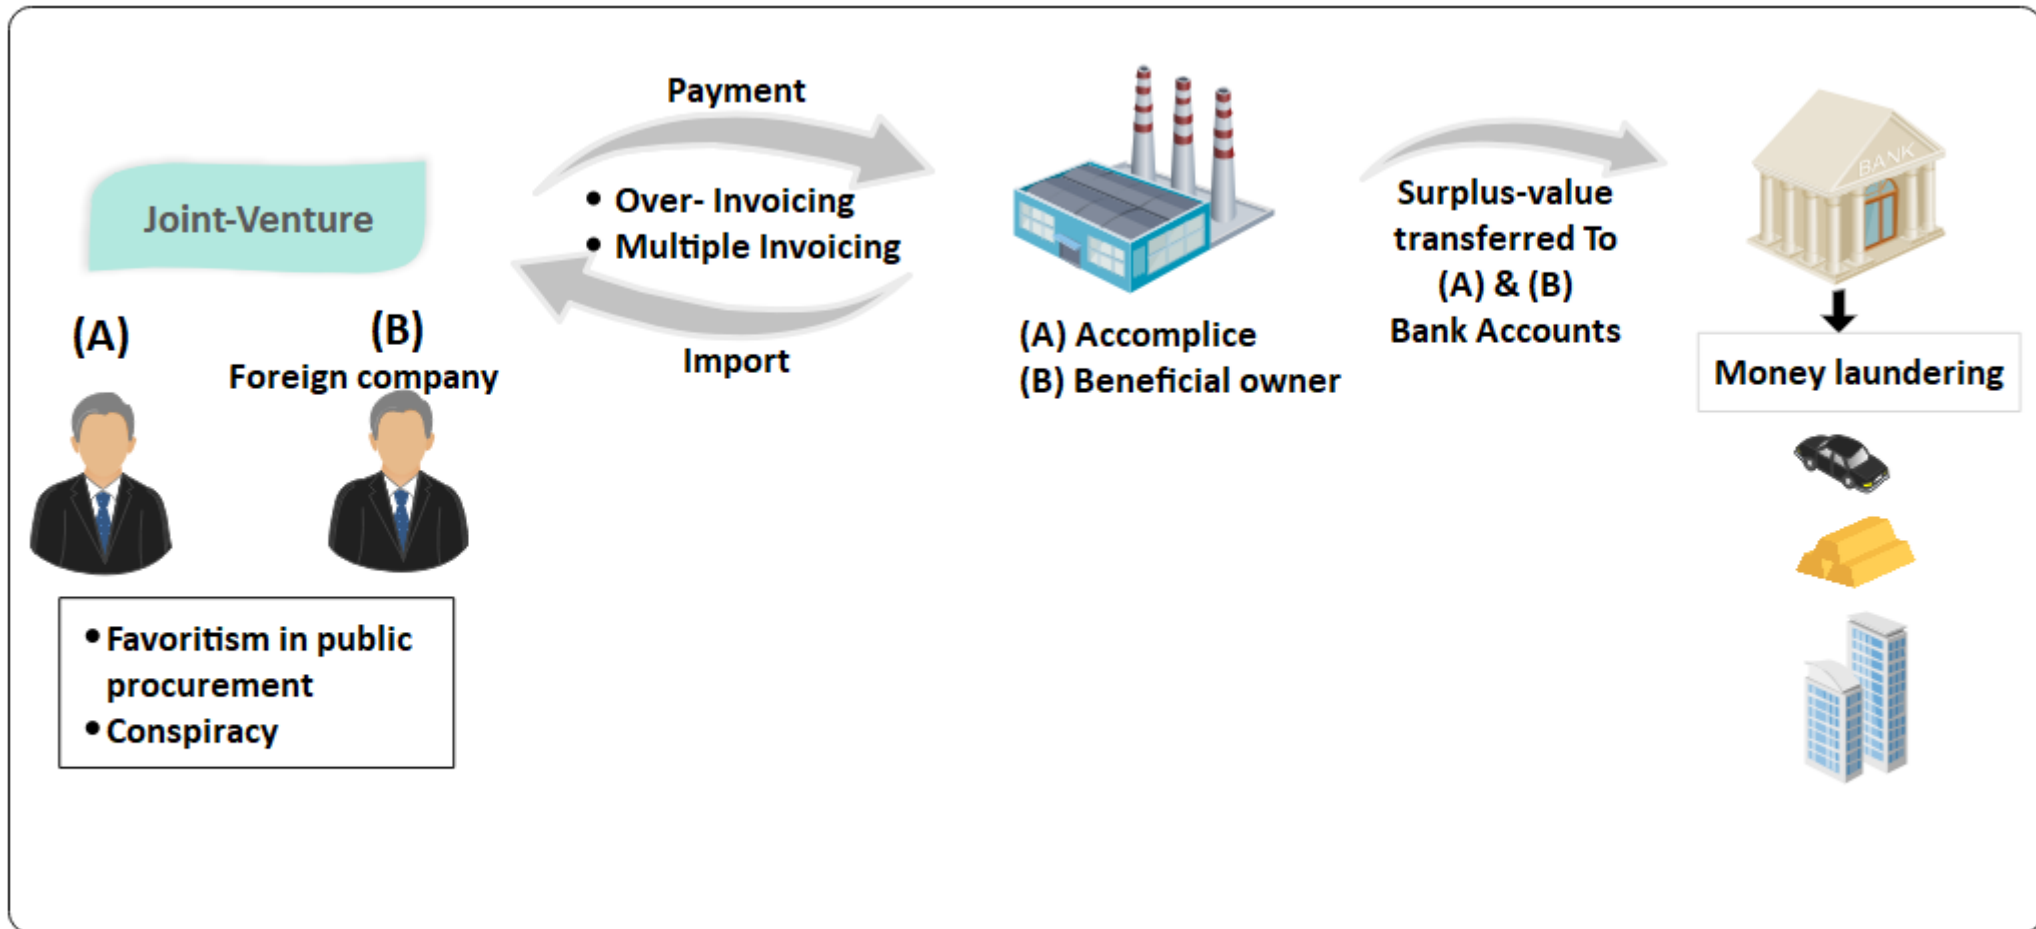 Joint-Venture
(A)
(B)
Foreign company
• Favoritism in public
procurement
• Conspiracy
Payment
• Over- Invoicing
• Multiple Invoicing
Import
(A) Accomplice
(B) Beneficial owner
Surplus-value
transferred To
(A) & (B)
Bank Accounts
BANK
Money laundering